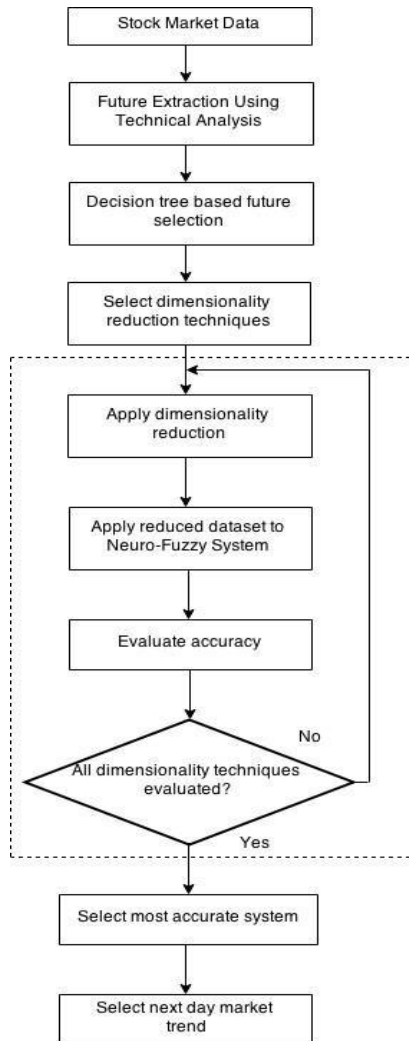 Stock Market Data
Future Extraction Using
Technical Analysis
Decision tree based future
selection
Select dimensionality
reduction techniques
Apply dimensionality
reduction
Apply reduced dataset to
Neuro-Fuzzy System
Evaluate accuracy
No
All dimensionality techniques
evaluated?
Yes
Select most accurate system
Select next day market
trend